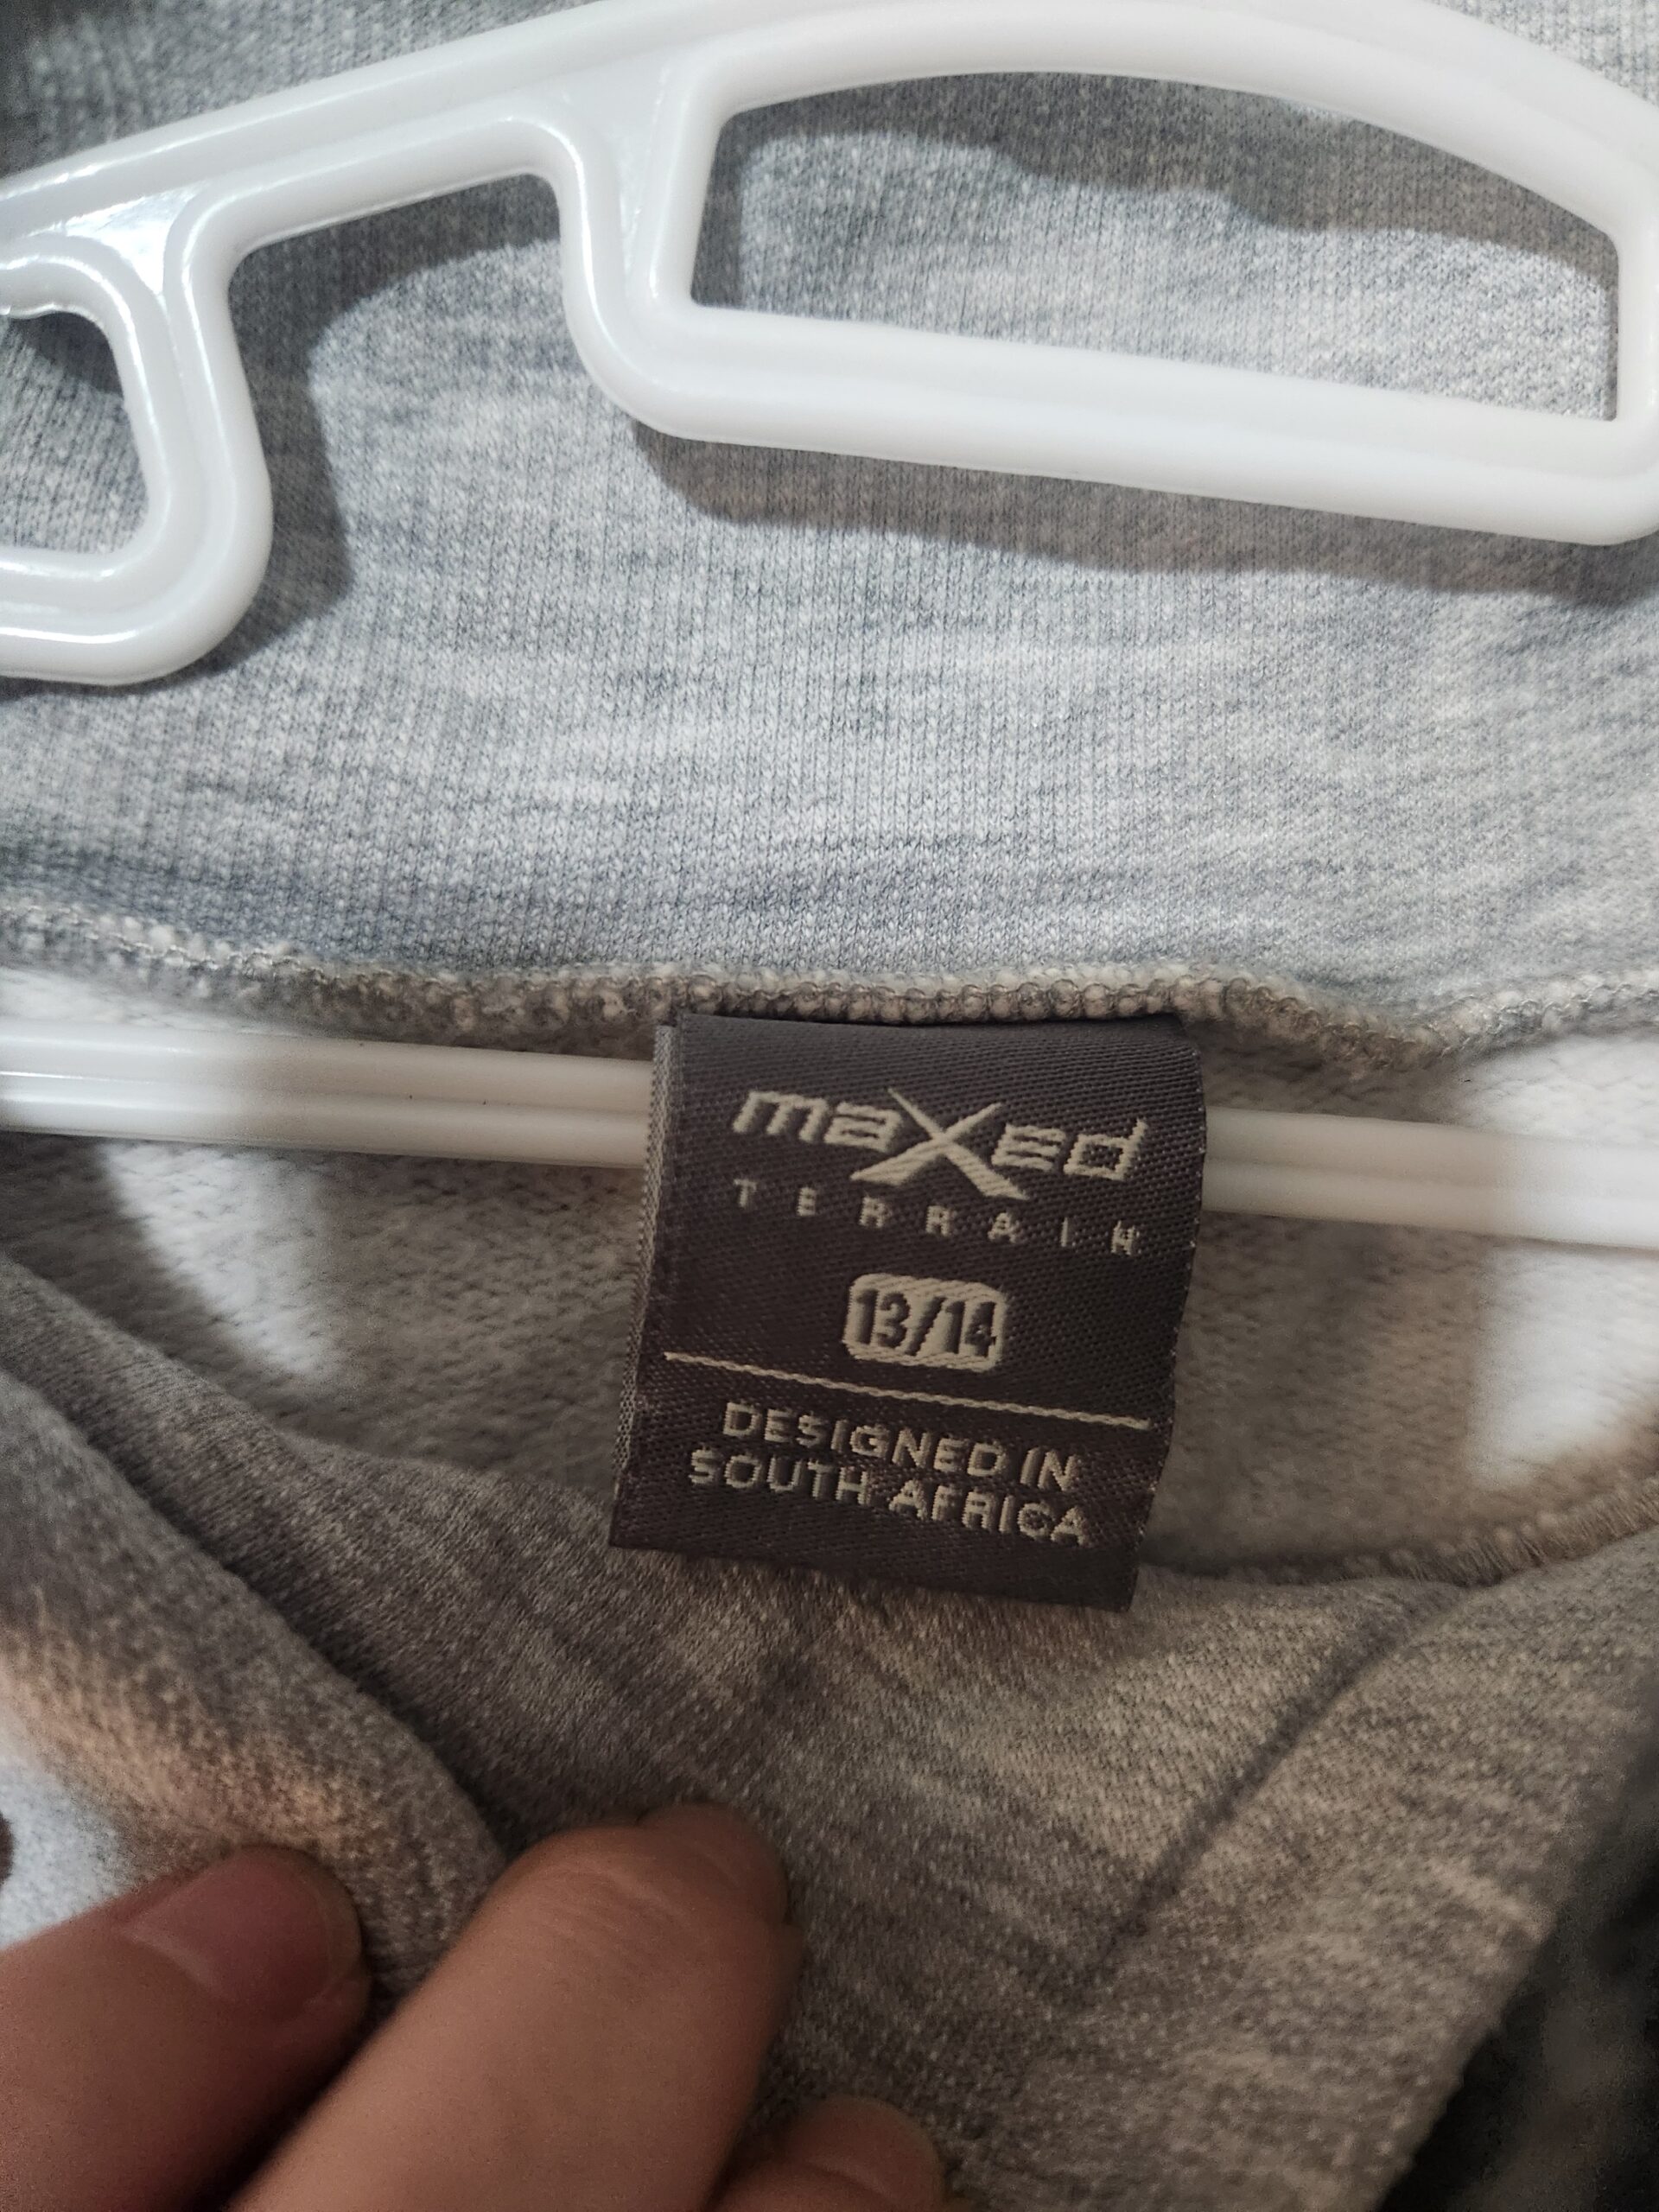 maXed
TERRAIN
13/14
DESIGNED IN
SOUTH AFRICA